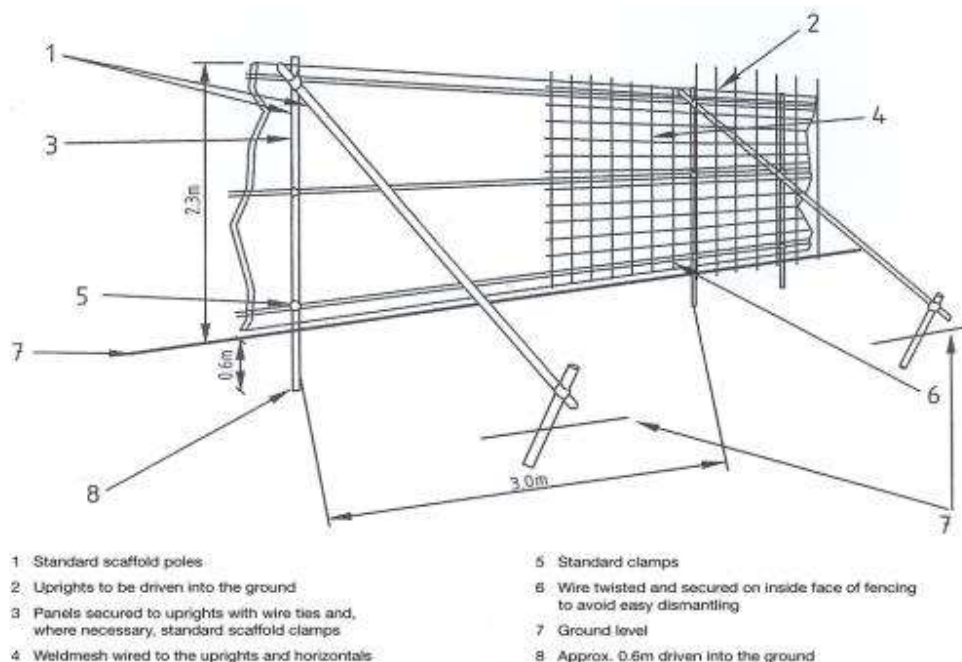 1
2
3
4
2.3m
5
7
0.6m
6
8
3.0m
7
1 Standard scaffold poles
2 Uprights to be driven into the ground
3 Panels secured to uprights with wire ties and,
where necessary, standard scaffold clamps
4 Weldmesh wired to the uprights and horizontals
5 Standard clamps
6 Wire twisted and secured on inside face of fencing
to avoid easy dismantling
7 Ground level
8 Approx. 0.6m driven into the ground